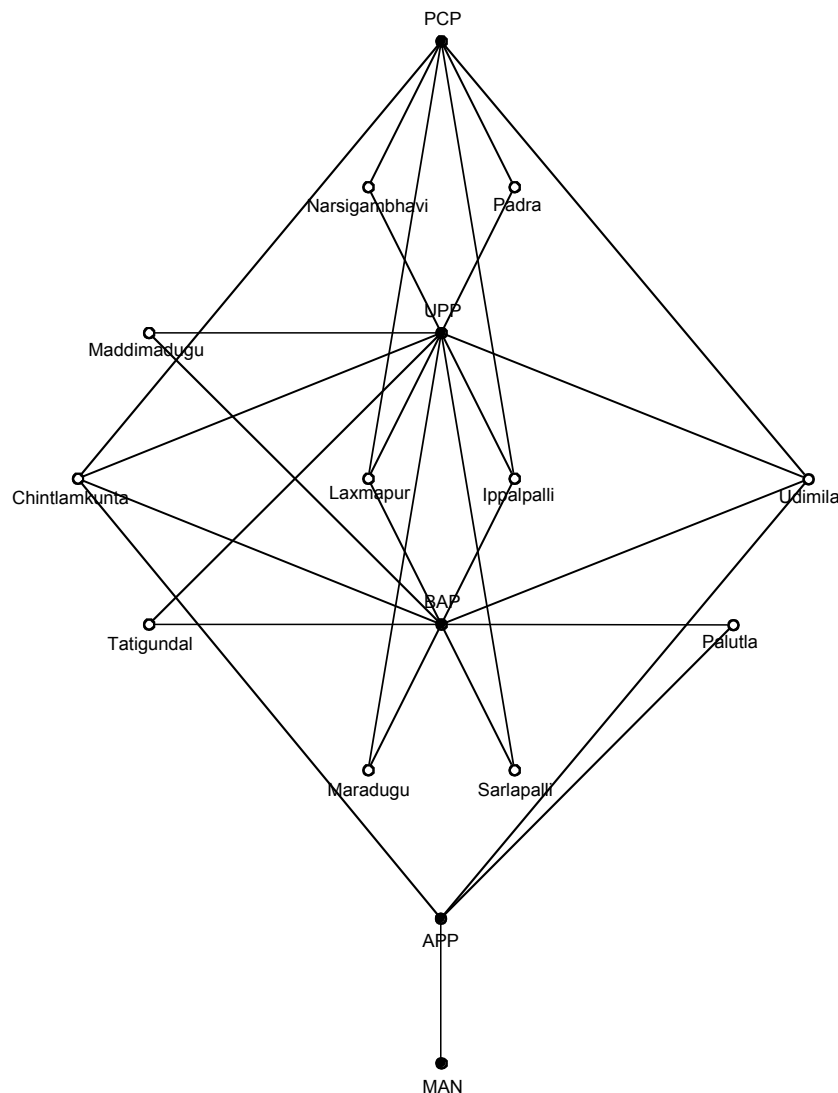 PCP
Narsigambhavi
Padra
UPP
Maddimadugu
Chintlamkunta
Laxmapur
Ippalpalli
Udimila
BAP
Tatigundal
Palutla
Maradugu
Sarlapalli
APP
MAN